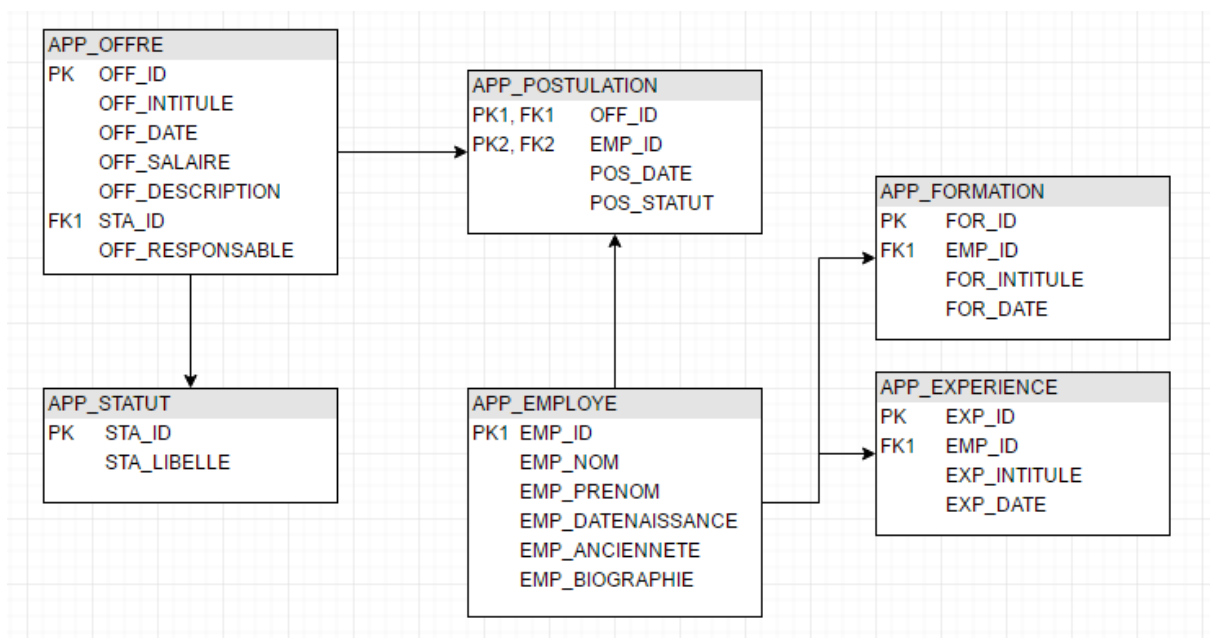 APP_OFFRE
PK OFF_ID
OFF_INTITULE
OFF_DATE
OFF_SALAIRE
OFF_DESCRIPTION
FK1 STA_ID
OFF_RESPONSABLE
APP_POSTULATION
PK1, FK1 OFF_ID
PK2, FK2 EMP_ID
POS_DATE
POS_STATUT
APP_FORMATION
PK FOR_ID
FK1 EMP_ID
FOR_INTITULE
FOR_DATE
APP_STATUT
PK STA_ID
STA_LIBELLE
APP_EMPLOYE
PK1 EMP_ID
EMP_NOM
EMP_PRENOM
EMP_DATENAISSANCE
EMP_ANCIENNETE
EMP_BIOGRAPHIE
APP_EXPERIENCE
PK EXP_ID
FK1 EMP_ID
EXP_INTITULE
EXP_DATE